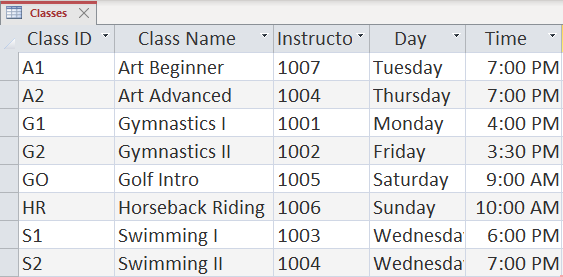 Classes
Class ID Class Name Instructo Day Time
A1 Art Beginner 1007 Tuesday 7:00 PM
A2 Art Advanced 1004 Thursday 7:00 PM
G1 Gymnastics I 1001 Monday 4:00 PM
G2 Gymnastics II 1002 Friday 3:30 PM
GO Golf Intro 1005 Saturday 9:00 AM
HR Horseback Riding 1006 Sunday 10:00 AM
S1 Swimming I 1003 Wednesda 6:00 PM
S2 Swimming II 1004 Wednesda 7:00 PM